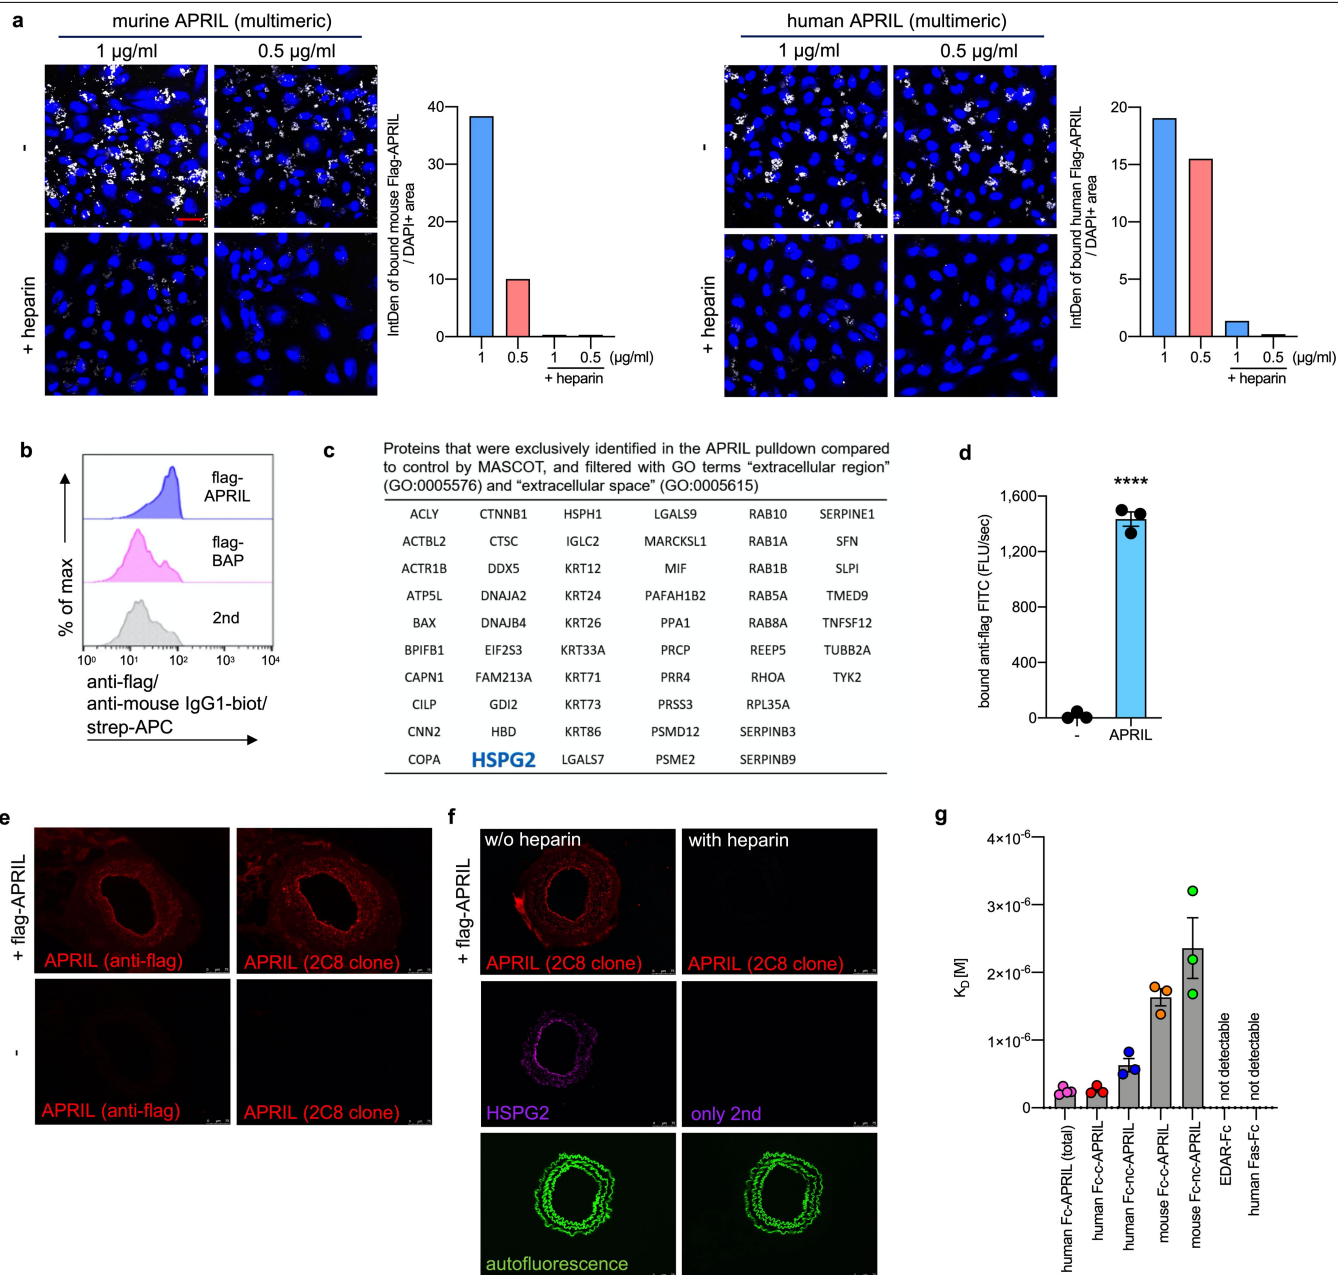 a
murine APRIL (multimeric)
1 µg/ml 0.5 µg/ml
-
+ heparin
IntDen of bound mouse Flag-APRIL
/ DAPI+ area
40
30
20
10
0
1 0.5 1 0.5 (µg/ml)
+ heparin
human APRIL (multimeric)
1 µg/ml 0.5 µg/ml
-
+ heparin
IntDen of bound human Flag-APRIL
/ DAPI+ area
20
15
10
5
0
1 0.5 1 0.5 (µg/ml)
+ heparin
b
% of max
flag-
APRIL
flag-
BAP
2nd
10⁰ 10¹ 10² 10³ 10⁴
anti-flag/
anti-mouse IgG1-biot/
strep-APC
c
Proteins that were exclusively identified in the APRIL pulldown compared
to control by MASCOT, and filtered with GO terms “extracellular region”
(GO:0005576) and “extracellular space” (GO:0005615)
ACLY CTNNB1 HSPH1 LGALS9 RAB10 SERPINE1
ACTBL2 CTSC IGLC2 MARCKSL1 RAB1A SFN
ACTR1B DDX5 KRT12 MIF RAB1B SLPI
ATP5L DNAJA2 KRT24 PAFAH1B2 RAB5A TMED9
BAX DNAJB4 KRT26 PPA1 RAB8A TNFSF12
BPIFB1 EIF2S3 KRT33A PRCP REEP5 TUBB2A
CAPN1 FAM213A KRT71 PRR4 RHOA TYK2
CILP GDI2 KRT73 PRSS3 RPL35A
CNN2 HBD KRT86 PSMD12 SERPINB3
COPA HSPG2 LGALS7 PSME2 SERPINB9
d
bound anti-flag FITC (FLU/sec)
1,600
1,200
800
400
0
****
- APRIL
e
+ flag-APRIL
APRIL (anti-flag) APRIL (2C8 clone)
-
APRIL (anti-flag) APRIL (2C8 clone)
f
+ flag-APRIL
w/o heparin with heparin
APRIL (2C8 clone) APRIL (2C8 clone)
HSPG2 only 2nd
autofluorescence
g
K_D [M]
4×10⁻⁶
3×10⁻⁶
2×10⁻⁶
1×10⁻⁶
0
not detectable
not detectable
human Fc-APRIL (total)
human Fc-c-APRIL
human Fc-nc-APRIL
mouse Fc-c-APRIL
mouse Fc-nc-APRIL
EDAR-Fc
human Fas-Fc